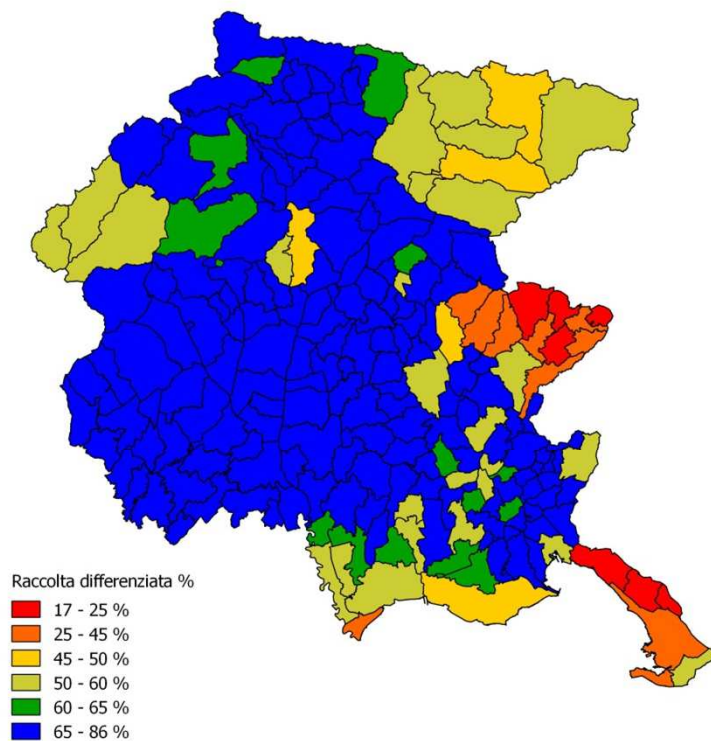 Raccolta differenziata %
17 - 25 %
25 - 45 %
45 - 50 %
50 - 60 %
60 - 65 %
65 - 86 %